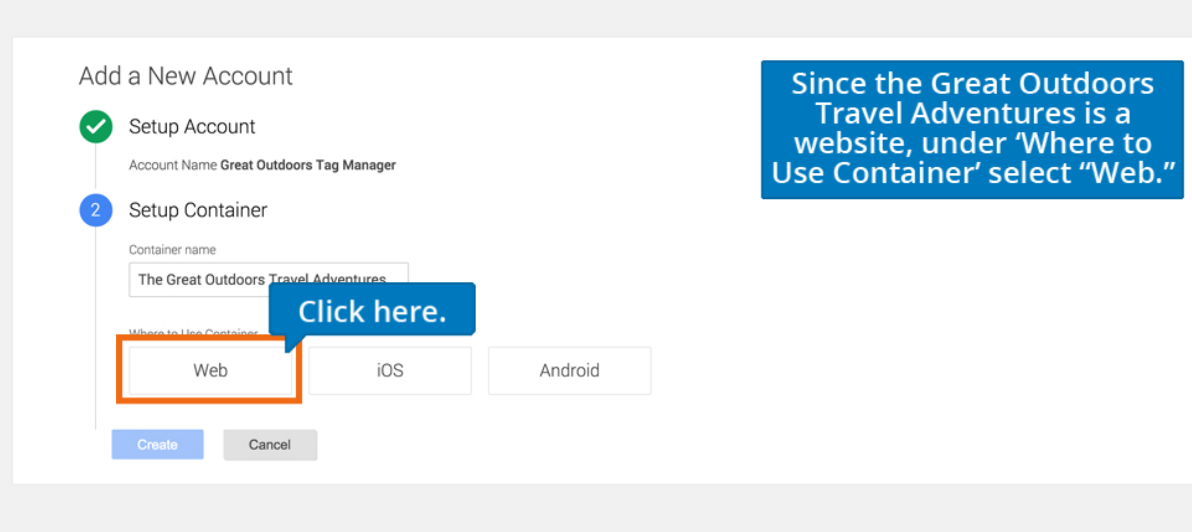 Add a New Account
Since the Great Outdoors
Travel Adventures is a
website, under ‘Where to
Use Container’ select “Web.”
Setup Account
Account Name Great Outdoors Tag Manager
2
Setup Container
Container name
The Great Outdoors Travel Adventures
Click here.
Where to Use Container
Web
iOS
Android
Create
Cancel